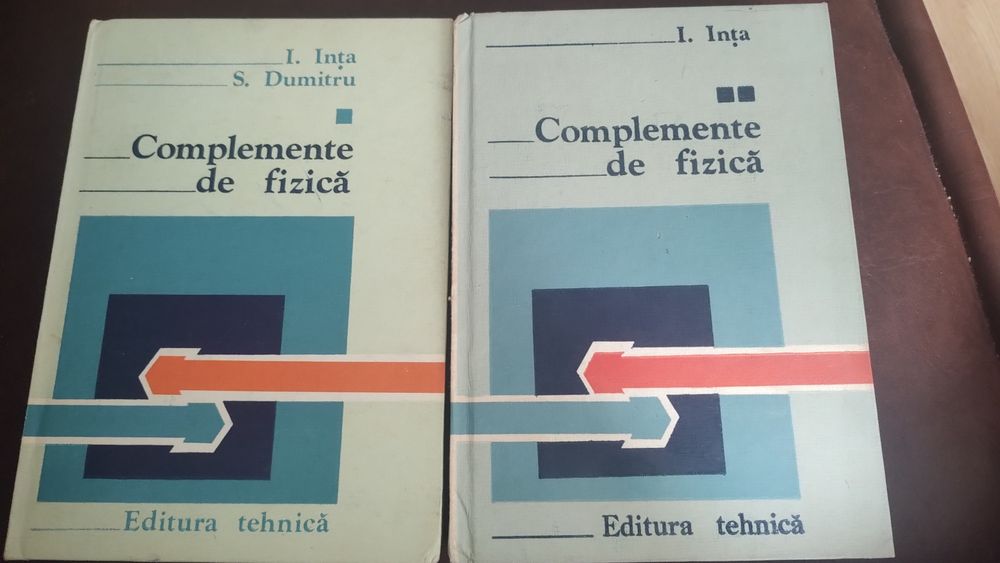 I. Ința
S. Dumitru
Complemente
de fizică
Editura tehnică
I. Ința
Complemente
de fizică
Editura tehnică